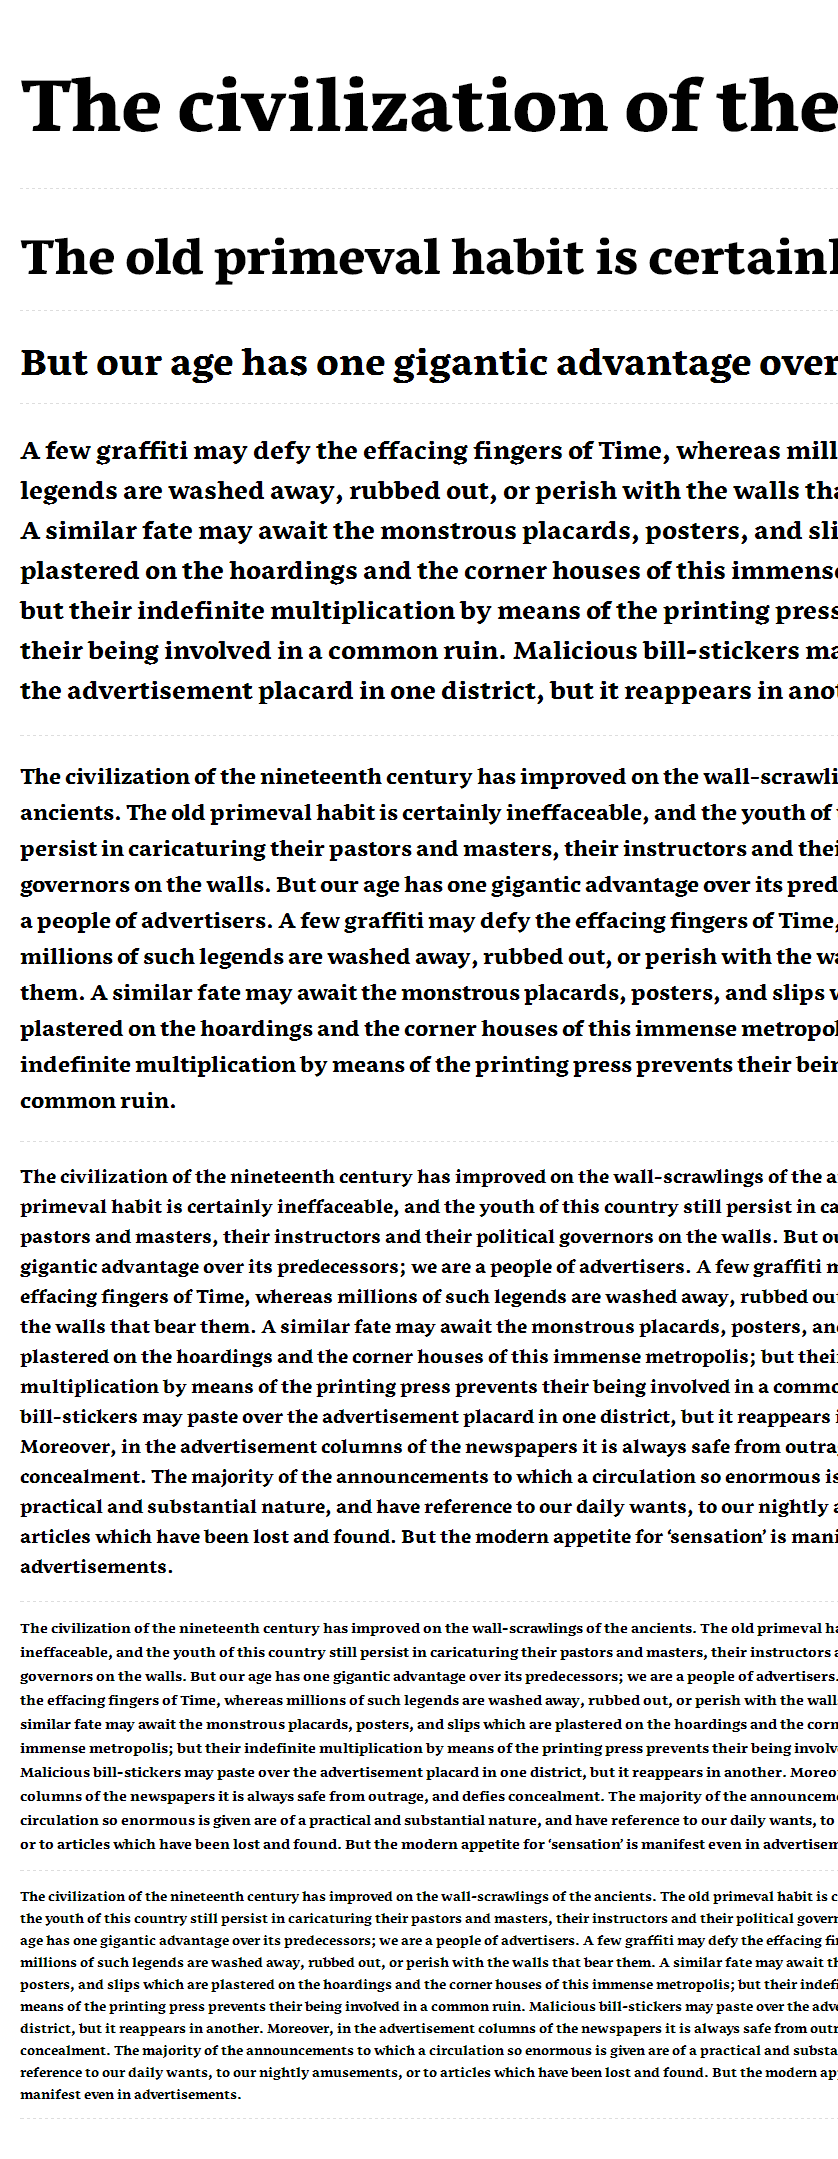 The civilization of the
The old primeval habit is certainl
But our age has one gigantic advantage over
A few graffiti may defy the effacing fingers of Time, whereas mill
legends are washed away, rubbed out, or perish with the walls tha
A similar fate may await the monstrous placards, posters, and sli
plastered on the hoardings and the corner houses of this immense
but their indefinite multiplication by means of the printing press
their being involved in a common ruin. Malicious bill-stickers ma
the advertisement placard in one district, but it reappears in anot
The civilization of the nineteenth century has improved on the wall-scrawli
ancients. The old primeval habit is certainly ineffaceable, and the youth of
persist in caricaturing their pastors and masters, their instructors and thei
governors on the walls. But our age has one gigantic advantage over its pred
a people of advertisers. A few graffiti may defy the effacing fingers of Time,
millions of such legends are washed away, rubbed out, or perish with the wa
them. A similar fate may await the monstrous placards, posters, and slips w
plastered on the hoardings and the corner houses of this immense metropol
indefinite multiplication by means of the printing press prevents their bein
common ruin.
The civilization of the nineteenth century has improved on the wall-scrawlings of the a
primeval habit is certainly ineffaceable, and the youth of this country still persist in ca
pastors and masters, their instructors and their political governors on the walls. But ou
gigantic advantage over its predecessors; we are a people of advertisers. A few graffiti m
effacing fingers of Time, whereas millions of such legends are washed away, rubbed ou
the walls that bear them. A similar fate may await the monstrous placards, posters, and
plastered on the hoardings and the corner houses of this immense metropolis; but thei
multiplication by means of the printing press prevents their being involved in a commo
bill-stickers may paste over the advertisement placard in one district, but it reappears i
Moreover, in the advertisement columns of the newspapers it is always safe from outra
concealment. The majority of the announcements to which a circulation so enormous is
practical and substantial nature, and have reference to our daily wants, to our nightly a
articles which have been lost and found. But the modern appetite for ‘sensation’ is mani
advertisements.
The civilization of the nineteenth century has improved on the wall-scrawlings of the ancients. The old primeval ha
ineffaceable, and the youth of this country still persist in caricaturing their pastors and masters, their instructors a
governors on the walls. But our age has one gigantic advantage over its predecessors; we are a people of advertisers.
the effacing fingers of Time, whereas millions of such legends are washed away, rubbed out, or perish with the wall
similar fate may await the monstrous placards, posters, and slips which are plastered on the hoardings and the corn
immense metropolis; but their indefinite multiplication by means of the printing press prevents their being involv
Malicious bill-stickers may paste over the advertisement placard in one district, but it reappears in another. Moreo
columns of the newspapers it is always safe from outrage, and defies concealment. The majority of the announceme
circulation so enormous is given are of a practical and substantial nature, and have reference to our daily wants, to
or to articles which have been lost and found. But the modern appetite for ‘sensation’ is manifest even in advertisem
The civilization of the nineteenth century has improved on the wall-scrawlings of the ancients. The old primeval habit is c
the youth of this country still persist in caricaturing their pastors and masters, their instructors and their political govern
age has one gigantic advantage over its predecessors; we are a people of advertisers. A few graffiti may defy the effacing fin
millions of such legends are washed away, rubbed out, or perish with the walls that bear them. A similar fate may await th
posters, and slips which are plastered on the hoardings and the corner houses of this immense metropolis; but their indefi
means of the printing press prevents their being involved in a common ruin. Malicious bill-stickers may paste over the adve
district, but it reappears in another. Moreover, in the advertisement columns of the newspapers it is always safe from outr
concealment. The majority of the announcements to which a circulation so enormous is given are of a practical and substa
reference to our daily wants, to our nightly amusements, or to articles which have been lost and found. But the modern ap
manifest even in advertisements.